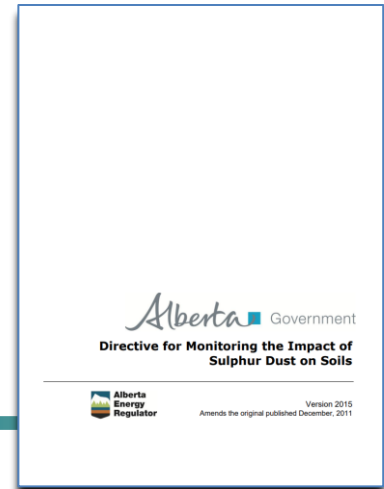 Alberta Government
Directive for Monitoring the Impact of
Sulphur Dust on Soils
Alberta
Energy
Regulator
Version 2015
Amends the original published December, 2011